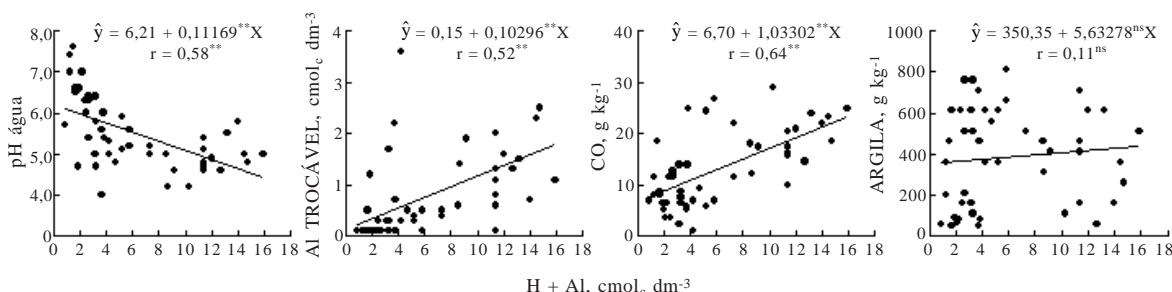 ŷ = 6,21 + 0,11169**X
r = 0,58**
pH água
8,0
7,0
6,0
5,0
4,0
0
0 2 4 6 8 10 12 14 16 18
ŷ = 0,15 + 0,10296**X
r = 0,52**
Al TROCÁVEL, cmolc dm-3
4
3
2
1
0
0 2 4 6 8 10 12 14 16 18
ŷ = 6,70 + 1,03302**X
r = 0,64**
CO, g kg-1
40
30
20
10
0
0 2 4 6 8 10 12 14 16 18
ŷ = 350,35 + 5,63278nsX
r = 0,11ns
ARGILA, g kg-1
1000
800
600
400
200
0
0 2 4 6 8 10 12 14 16 18
H + Al, cmolc dm-3